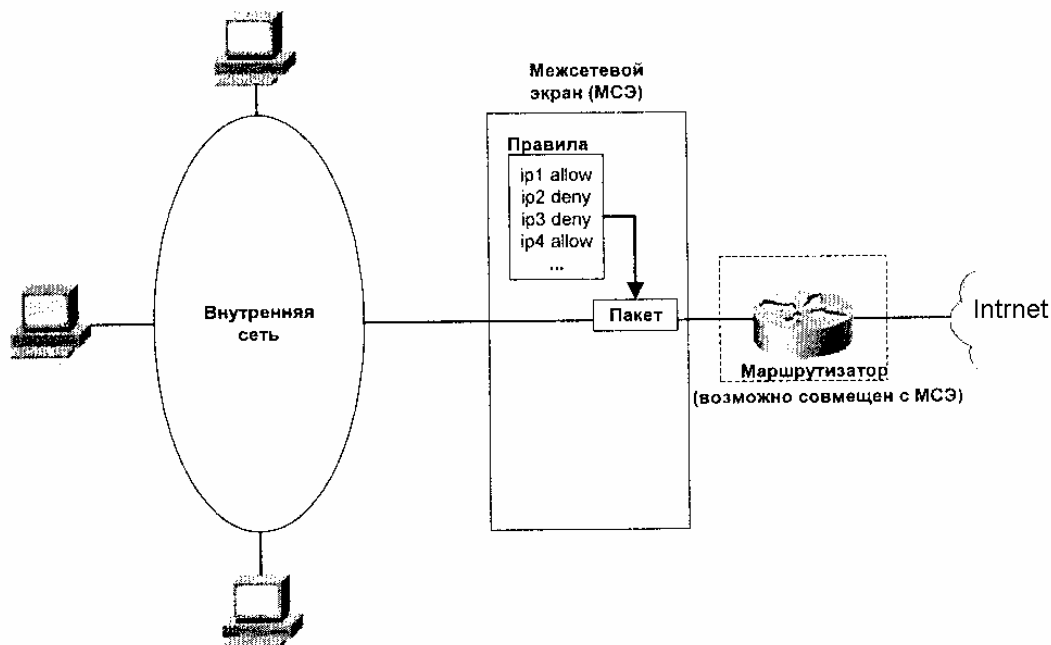 Межсетевой
экран (МСЭ)
Правила
ip1 allow
ip2 deny
ip3 deny
ip4 allow
...
Пакет
Внутренняя
сеть
Intrnet
Маршрутизатор
(возможно совмещен с МСЭ)